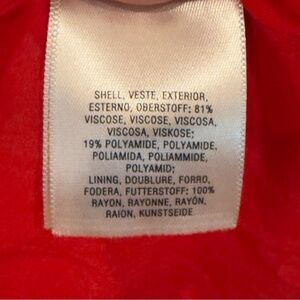 SHELL, VESTE, EXTERIOR,
ESTERNO, OBERSTOFF: 81%
VISCOSE, VISCOSE, VISCOSA,
VISCOSA, VISKOSE;
19% POLYAMIDE, POLYAMIDE,
POLIAMIDA, POLIAMMIDE,
POLYAMID;
LINING, DOUBLURE, FORRO,
FODERA, FUTTERSTOFF: 100%
RAYON, RAYONNE, RAYÓN,
RAION, KUNSTSEIDE